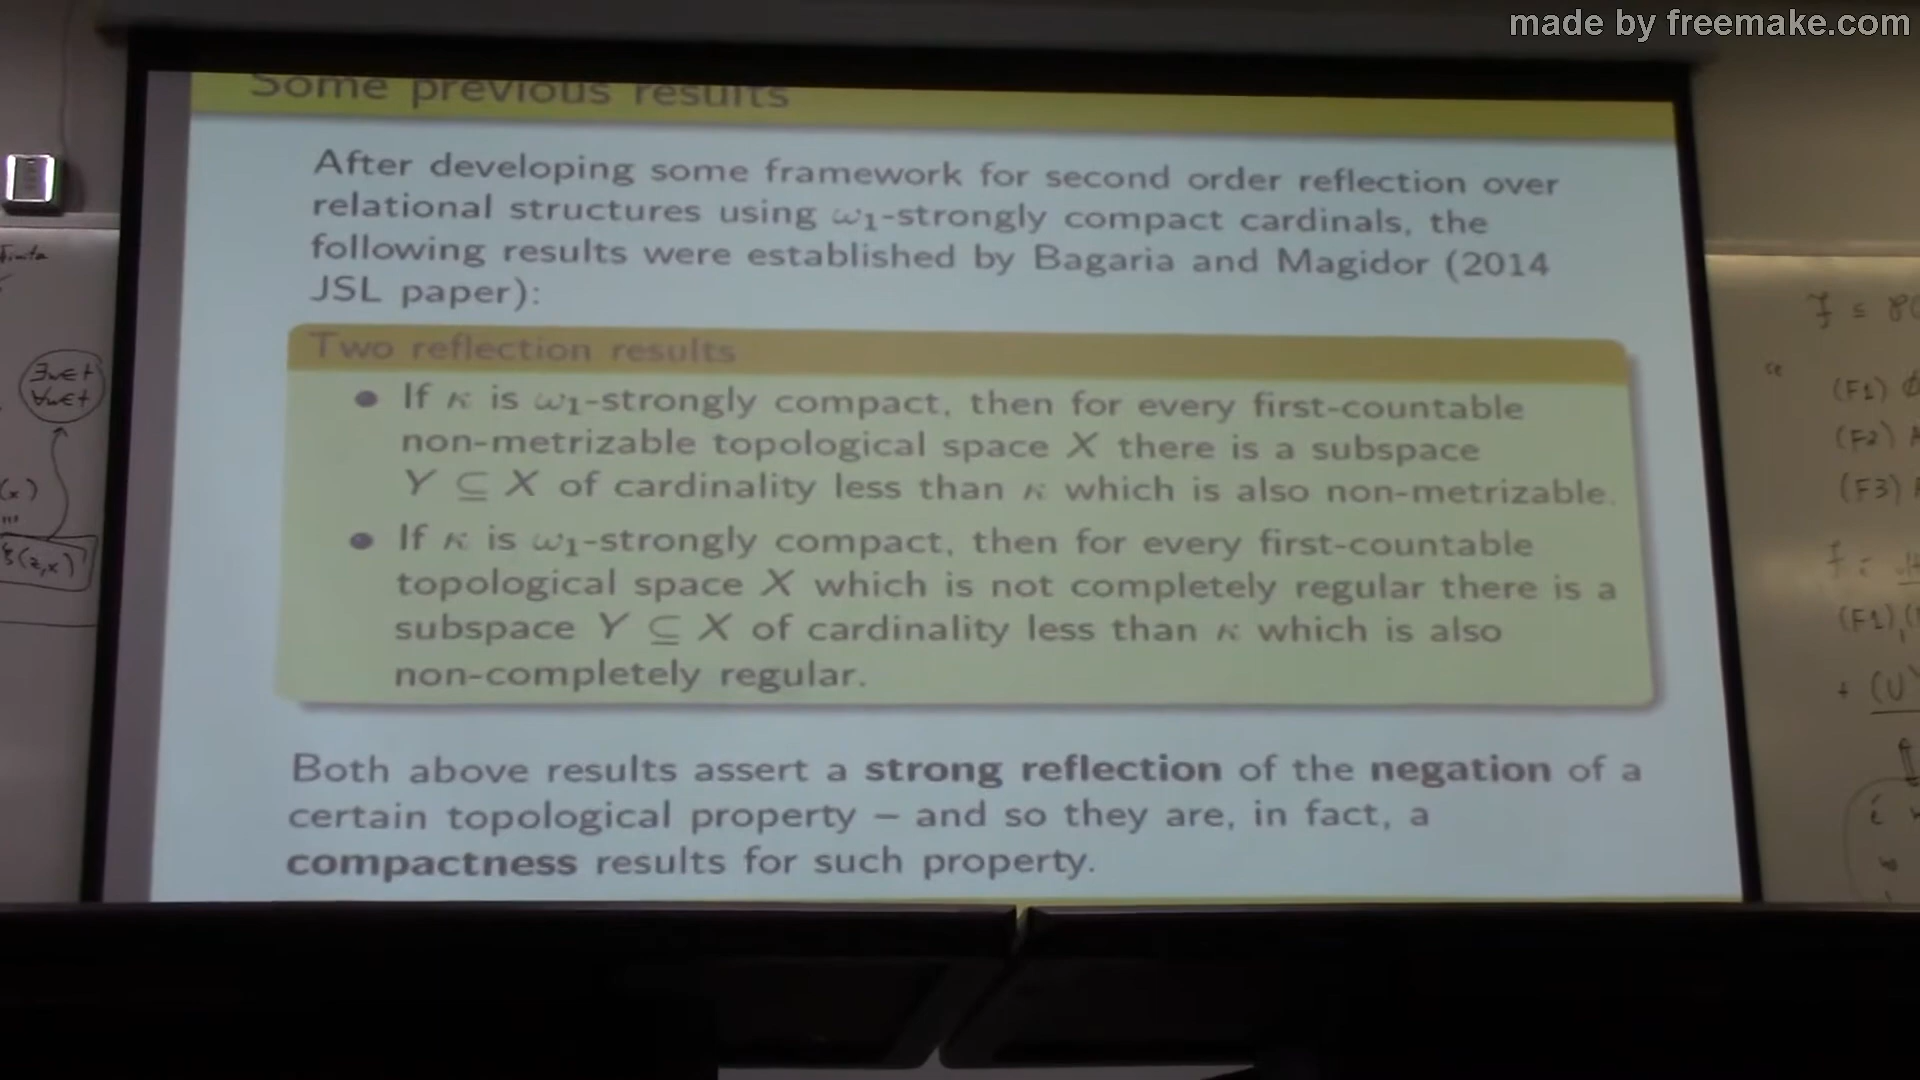 made by freemake.com
Some previous results
After developing some framework for second order reflection over
relational structures using ω₁-strongly compact cardinals, the
following results were established by Bagaria and Magidor (2014
JSL paper):
Two reflection results
• If κ is ω₁-strongly compact, then for every first-countable
non-metrizable topological space X there is a subspace
Y ⊆ X of cardinality less than κ which is also non-metrizable.
• If κ is ω₁-strongly compact, then for every first-countable
topological space X which is not completely regular there is a
subspace Y ⊆ X of cardinality less than κ which is also
non-completely regular.
Both above results assert a strong reflection of the negation of a
certain topological property – and so they are, in fact, a
compactness results for such property.
∃w∈t
∀w∈t
(x)
(F1)
(F2)
(F3)
(F1),